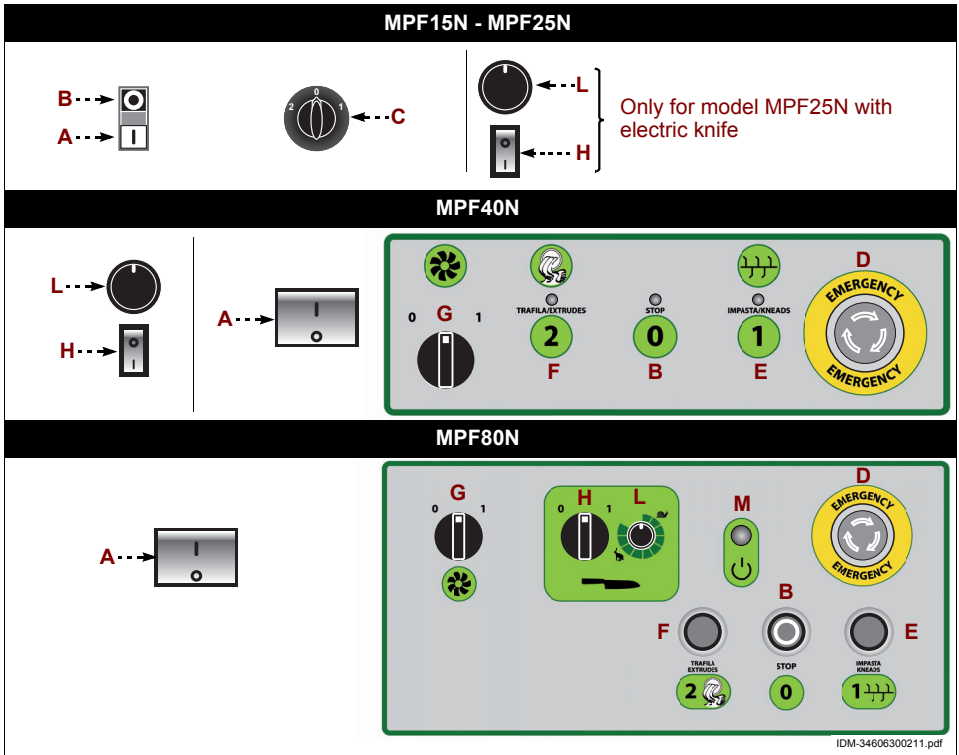 MPF15N - MPF25N
B
A
2 0 1
C
L
H
Only for model MPF25N with
electric knife
MPF40N
L
H
A
0 G 1
TRAFILA/EXTRUDES
2
F
STOP
0
B
IMPASTA/KNEADS
1
E
D
EMERGENCY
EMERGENCY
MPF80N
A
G
0 1
H L
0 1
M
D
EMERGENCY
EMERGENCY
F
B
E
TRAFILA
EXTRUDES
2
STOP
0
IMPASTA
KNEADS
1
IDM-34606300211.pdf